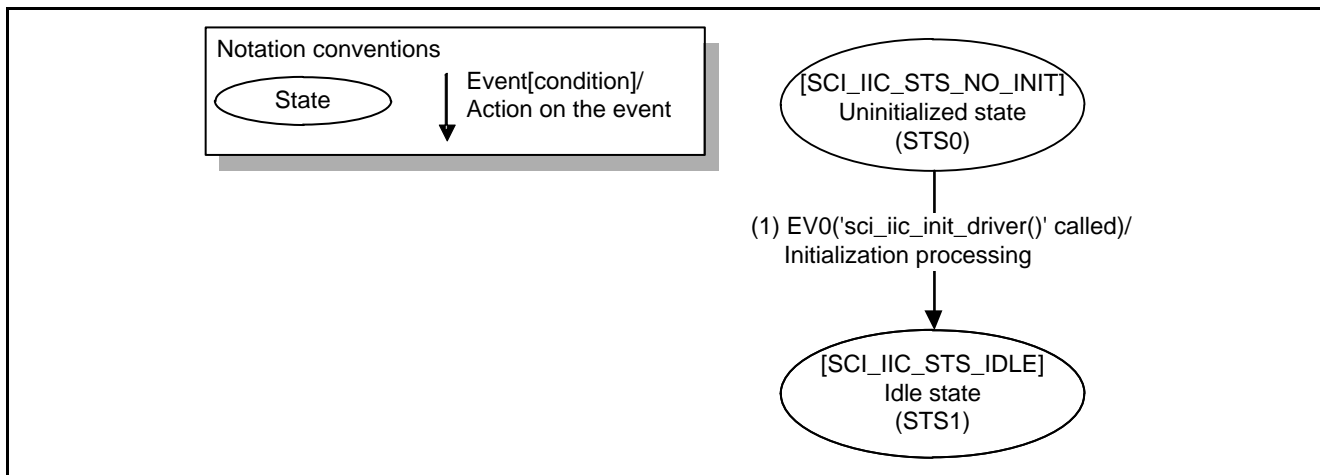 Notation conventions
State
Event[condition]/
Action on the event
[SCI_IIC_STS_NO_INIT]
Uninitialized state
(STS0)
(1) EV0('sci_iic_init_driver()' called)/
Initialization processing
[SCI_IIC_STS_IDLE]
Idle state
(STS1)